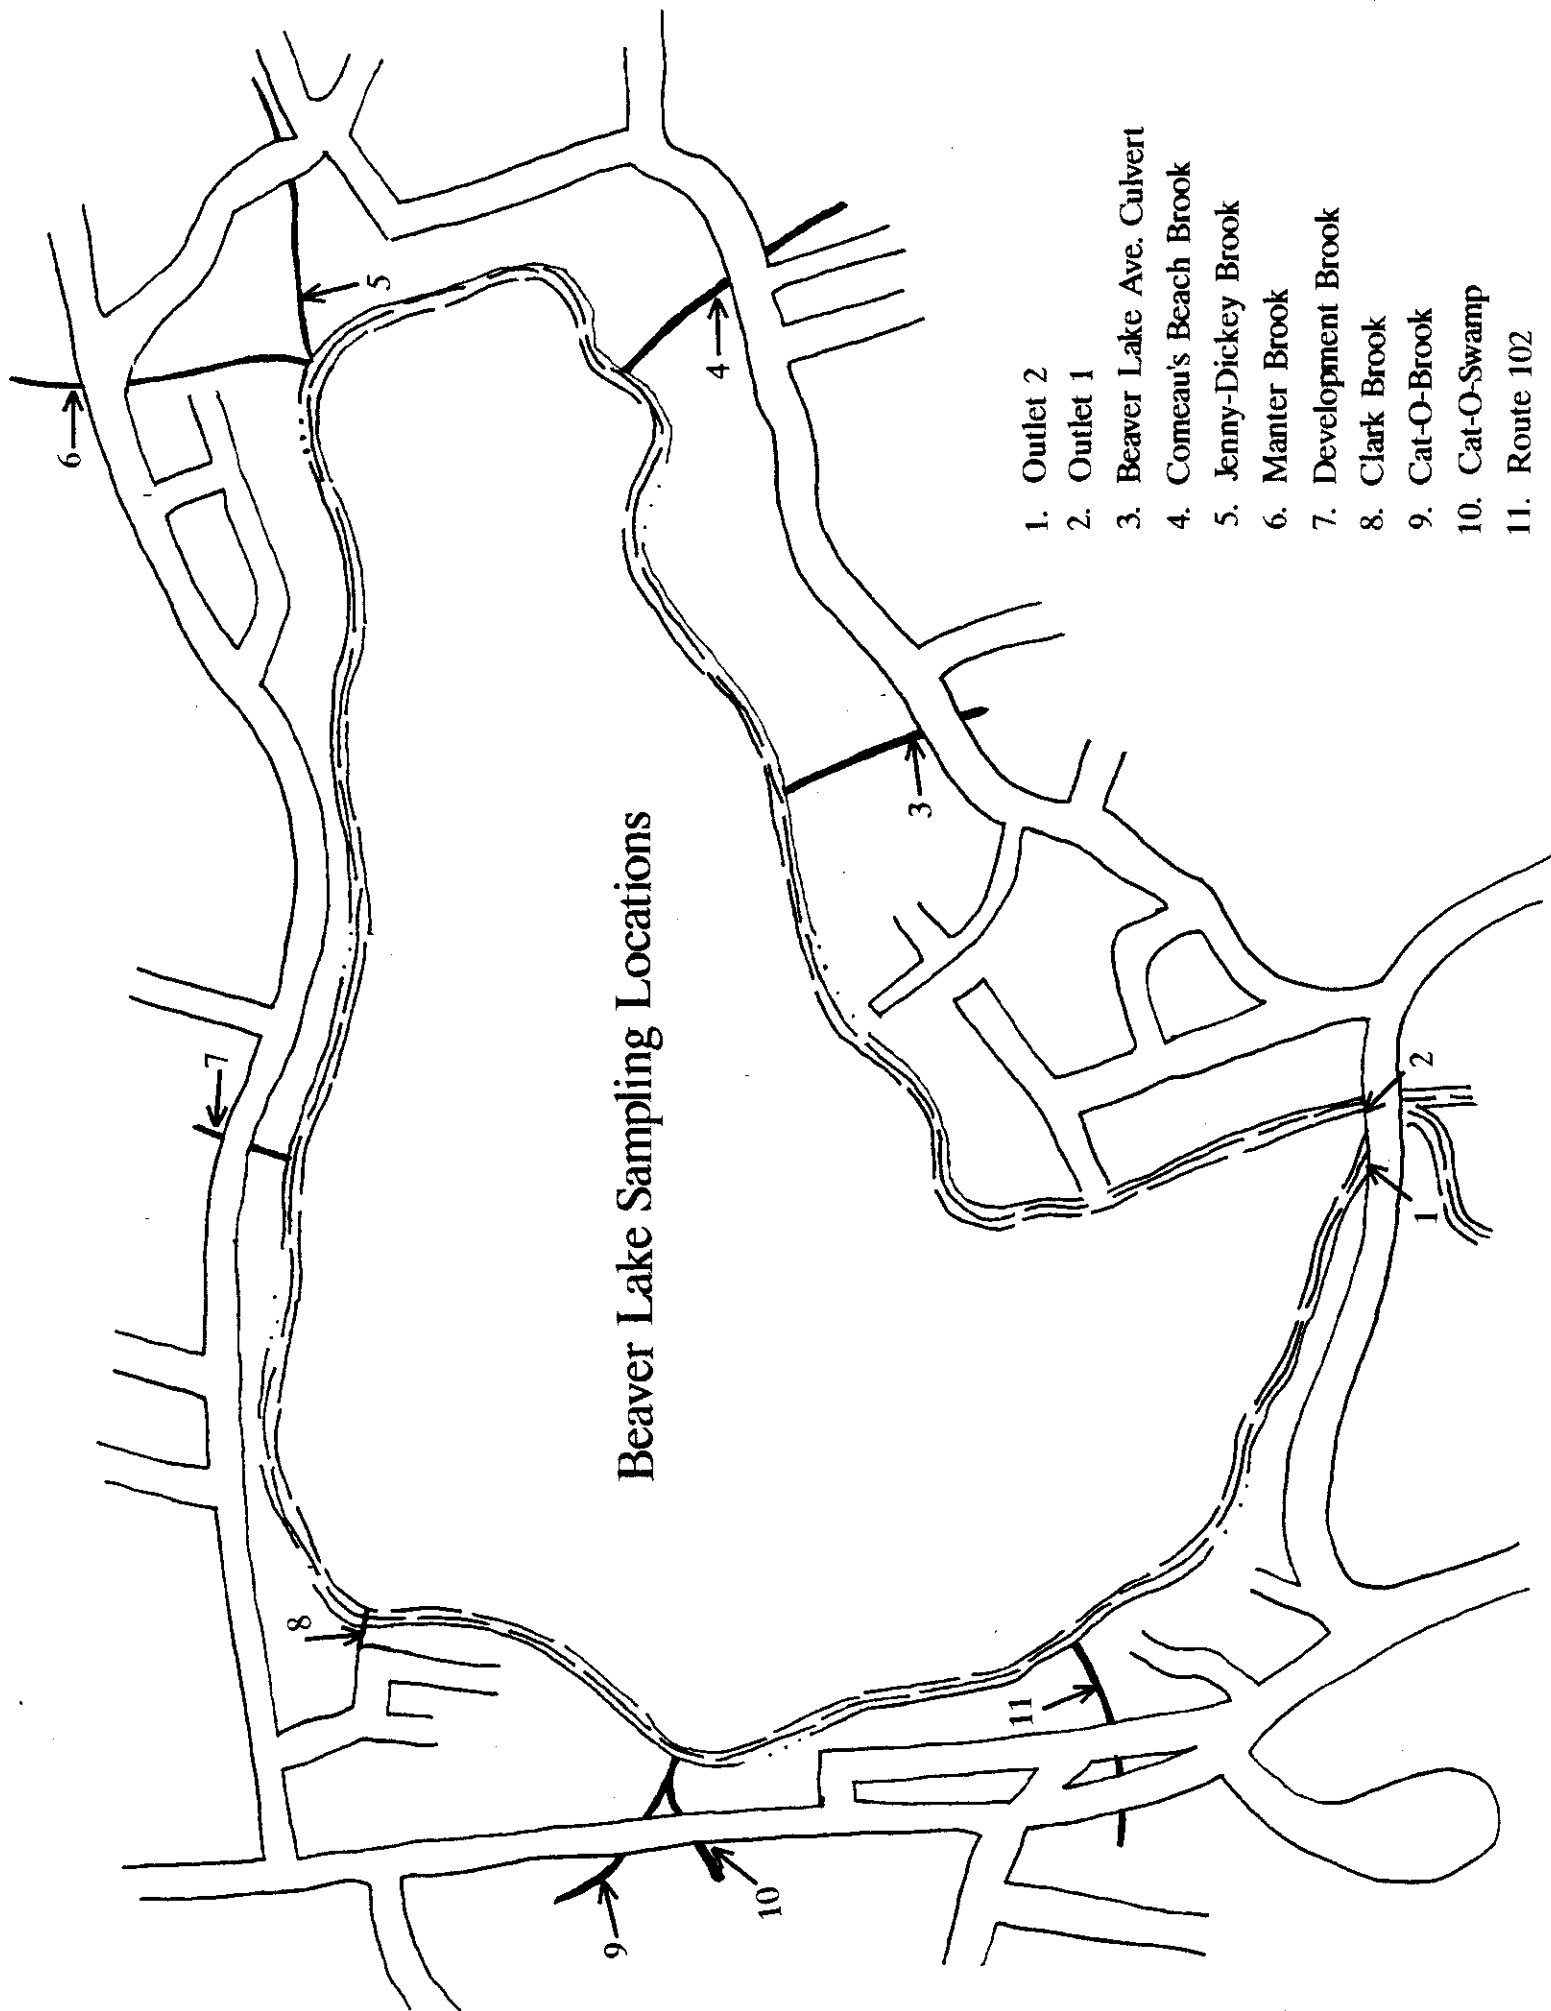 Beaver Lake Sampling Locations
1
2
3
4
5
6
7
8
9
10
11
1. Outlet 2
2. Outlet 1
3. Beaver Lake Ave. Culvert
4. Comeau's Beach Brook
5. Jenny-Dickey Brook
6. Manter Brook
7. Development Brook
8. Clark Brook
9. Cat-O-Brook
10. Cat-O-Swamp
11. Route 102